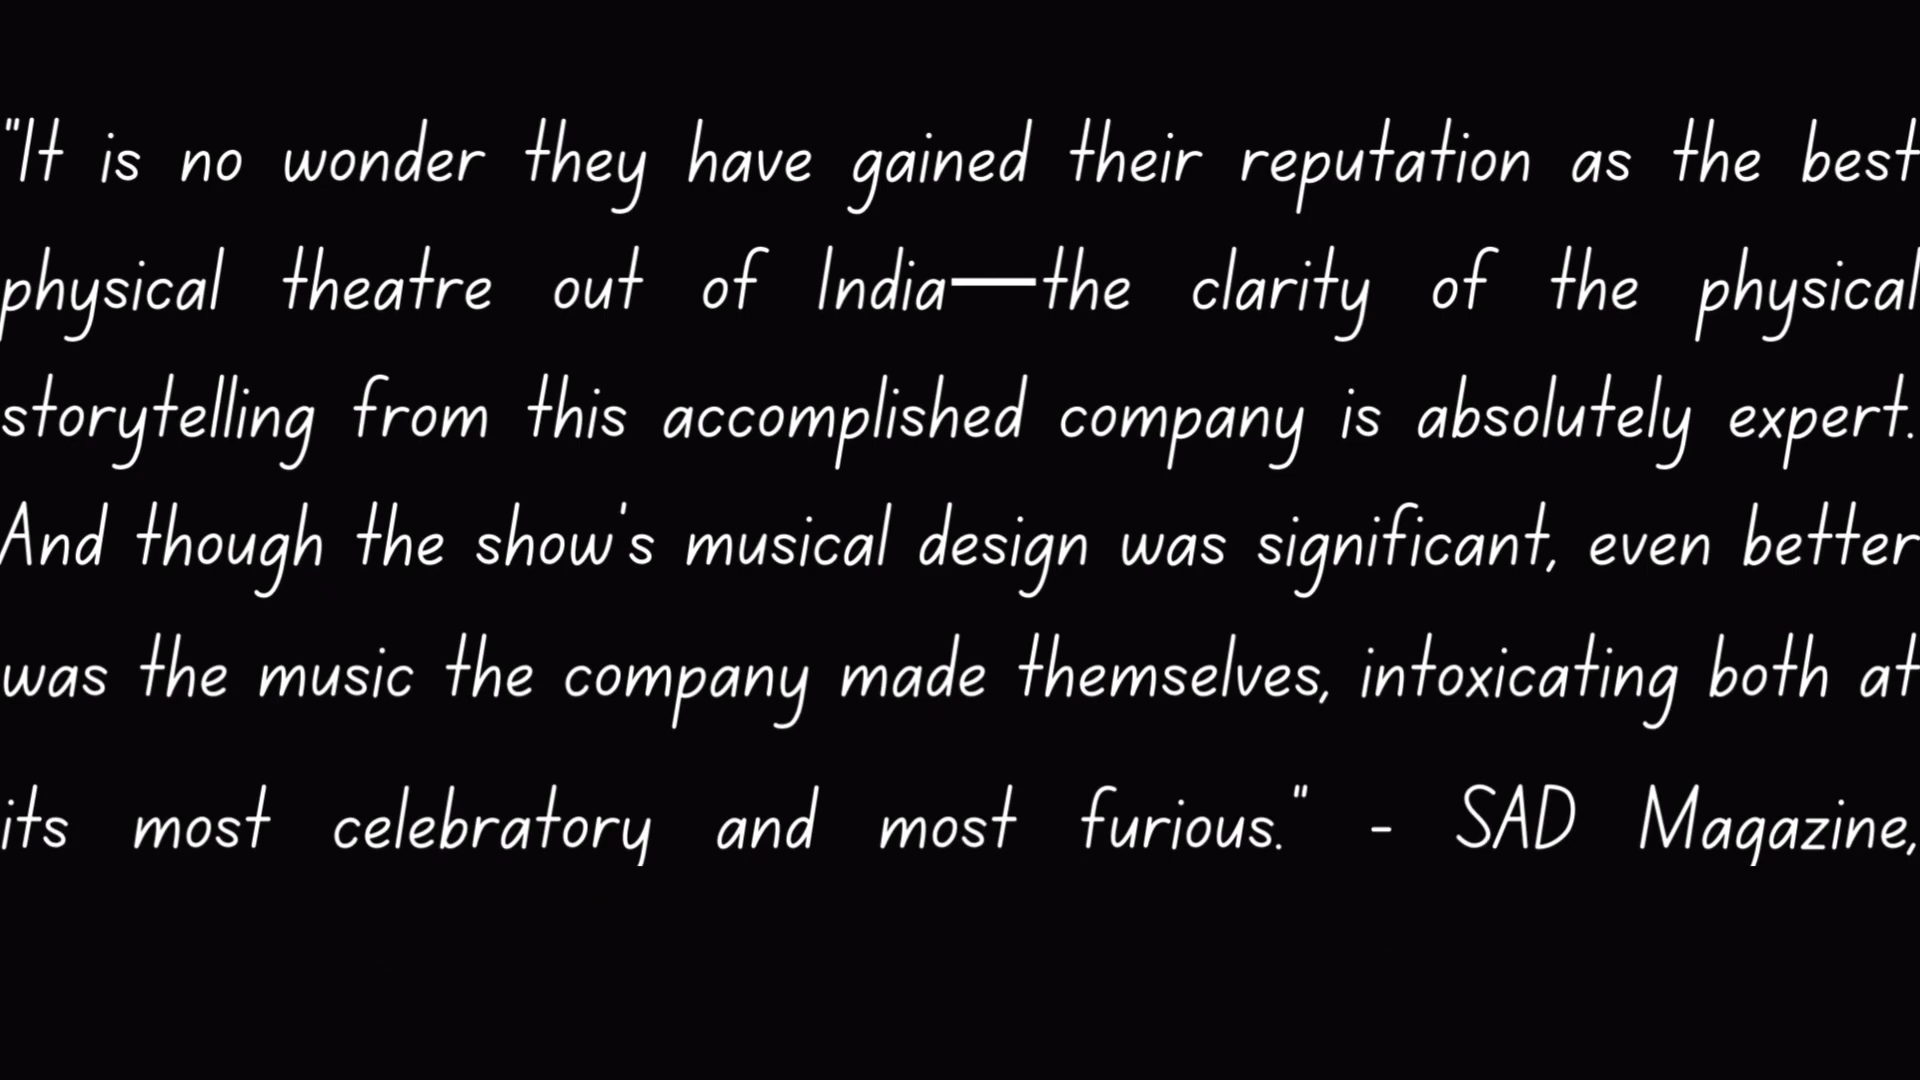 "It is no wonder they have gained their reputation as the best
physical theatre out of India—the clarity of the physical
storytelling from this accomplished company is absolutely expert.
And though the show's musical design was significant, even better
was the music the company made themselves, intoxicating both at
its most celebratory and most furious." - SAD Magazine,